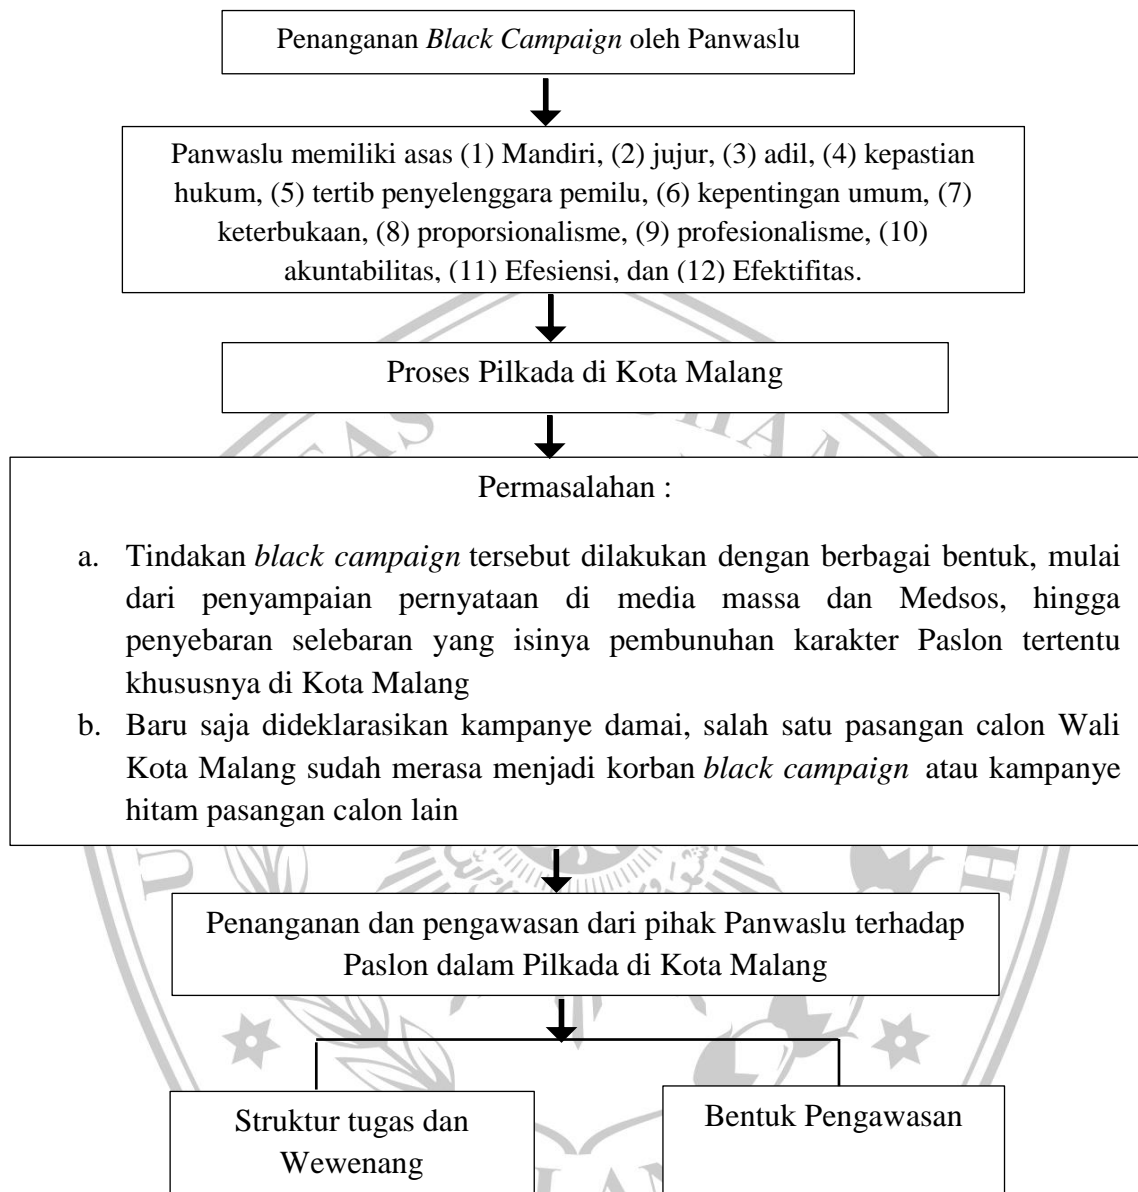 Penanganan Black Campaign oleh Panwaslu
Panwaslu memiliki asas (1) Mandiri, (2) jujur, (3) adil, (4) kepastian
hukum, (5) tertib penyelenggara pemilu, (6) kepentingan umum, (7)
keterbukaan, (8) proporsionalisme, (9) profesionalisme, (10)
akuntabilitas, (11) Efesiensi, dan (12) Efektifitas.
Proses Pilkada di Kota Malang
Permasalahan :
a. Tindakan black campaign tersebut dilakukan dengan berbagai bentuk, mulai
dari penyampaian pernyataan di media massa dan Medsos, hingga
penyebaran selebaran yang isinya pembunuhan karakter Paslon tertentu
khususnya di Kota Malang
b. Baru saja dideklarasikan kampanye damai, salah satu pasangan calon Wali
Kota Malang sudah merasa menjadi korban black campaign atau kampanye
hitam pasangan calon lain
Penanganan dan pengawasan dari pihak Panwaslu terhadap
Paslon dalam Pilkada di Kota Malang
Struktur tugas dan
Wewenang
Bentuk Pengawasan